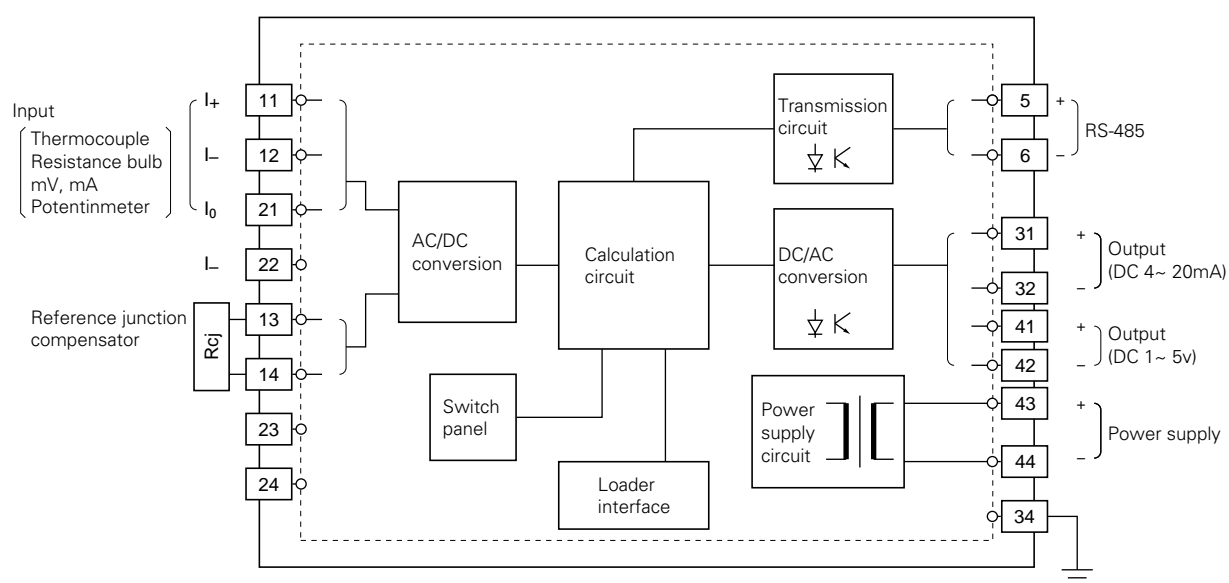 Input
Thermocouple
Resistance bulb
mV, mA
Potentinmeter
I+
I–
I0
I–
11
12
21
22
13
14
23
24
Reference junction
compensator
Rcj
AC/DC
conversion
Calculation
circuit
Switch
panel
Loader
interface
Transmission
circuit
DC/AC
conversion
Power
supply
circuit
5
+
6
–
RS-485
31
+
32
–
Output
(DC 4~ 20mA)
41
+
42
–
Output
(DC 1~ 5v)
43
+
44
–
Power supply
34